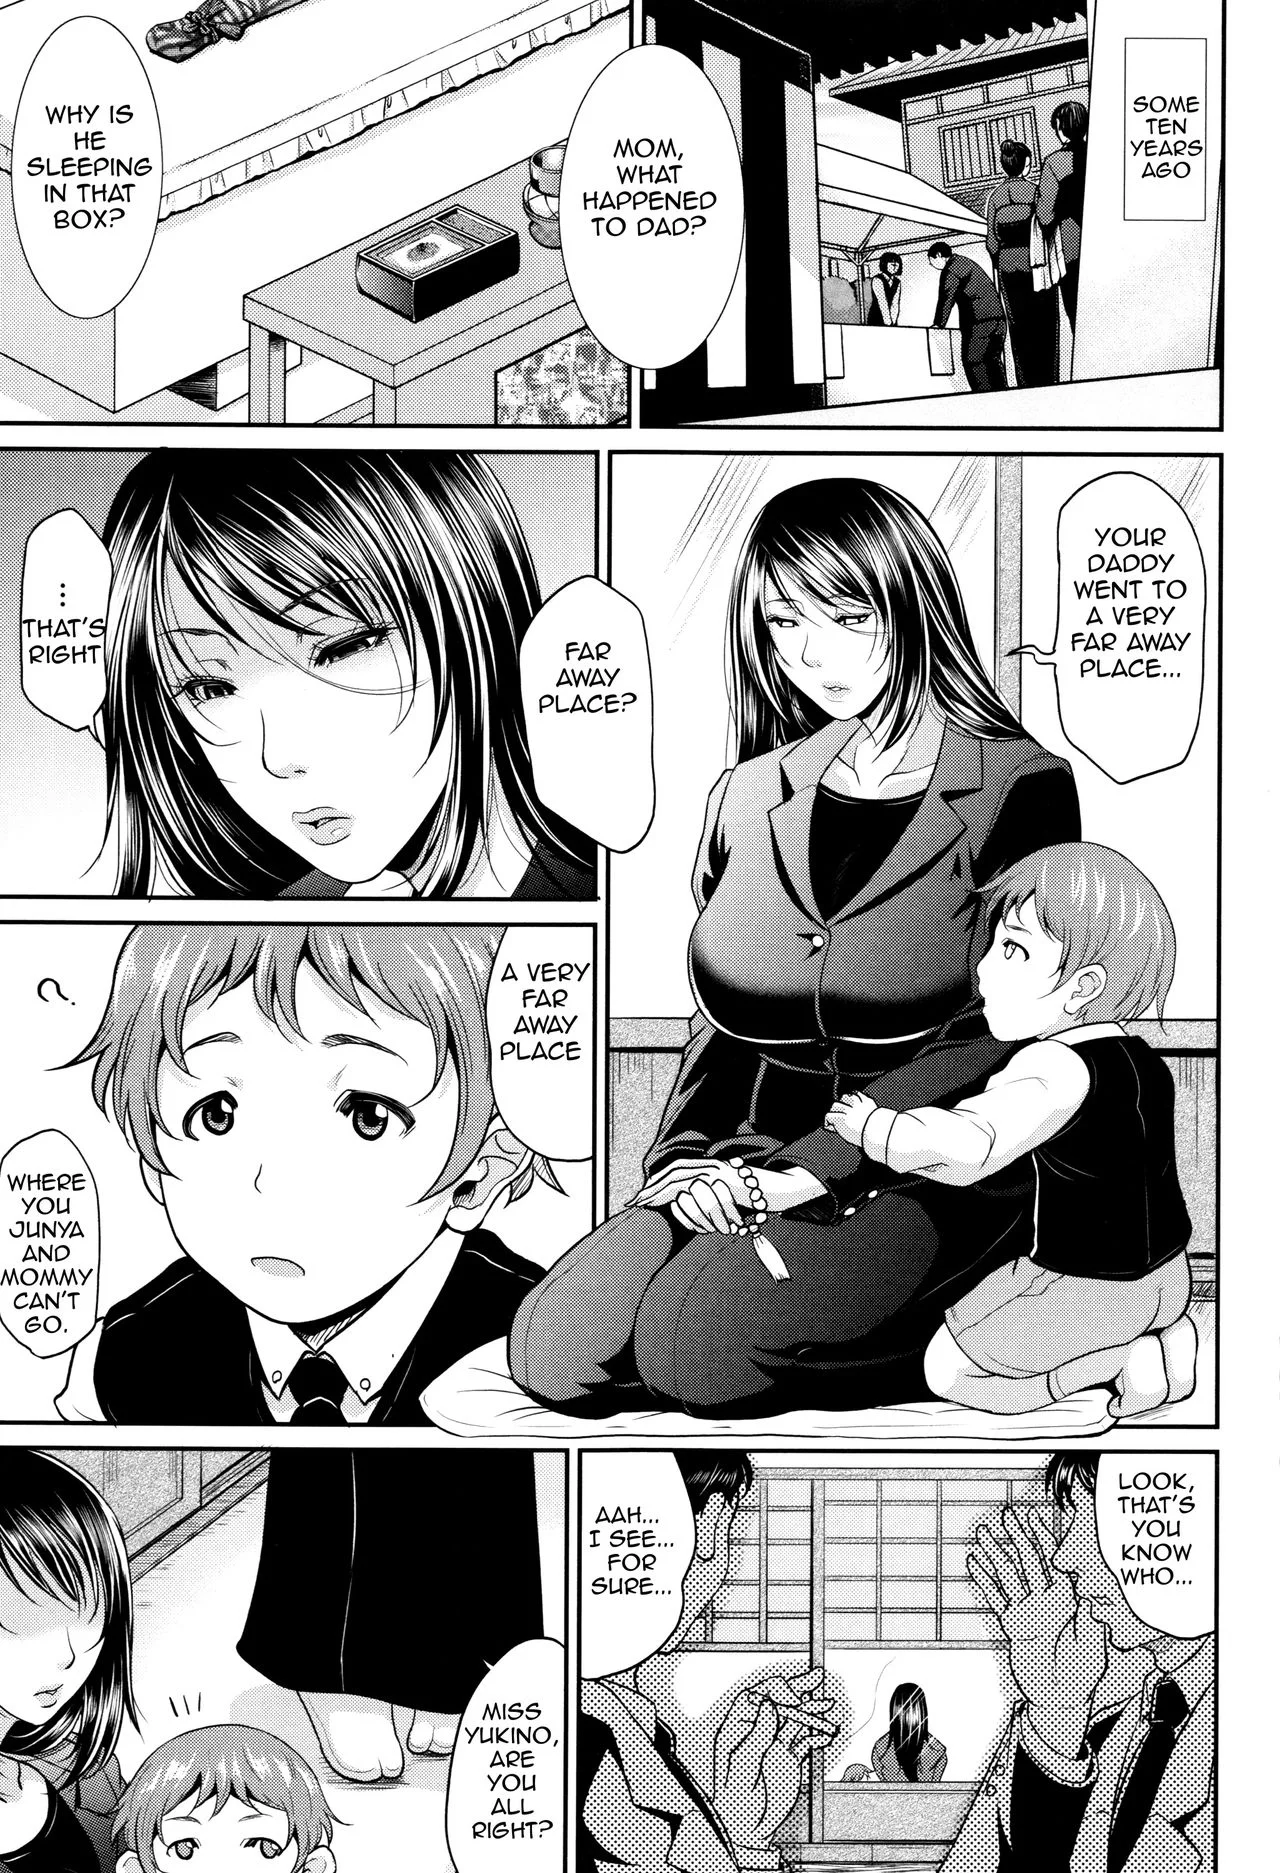 SOME
TEN
YEARS
AGO
MOM,
WHAT
HAPPENED
TO DAD?
WHY IS
HE
SLEEPING
IN THAT
BOX?
YOUR
DADDY
WENT TO
A VERY
FAR AWAY
PLACE...
FAR
AWAY
PLACE?
...
THAT'S
RIGHT
A VERY
FAR
AWAY
PLACE
?
WHERE
YOU
JUNYA
AND
MOMMY
CAN'T
GO.
LOOK,
THAT'S
YOU
KNOW
WHO...
AAH...
I SEE...
FOR
SURE...
MISS
YUKINO,
ARE
YOU
ALL
RIGHT?